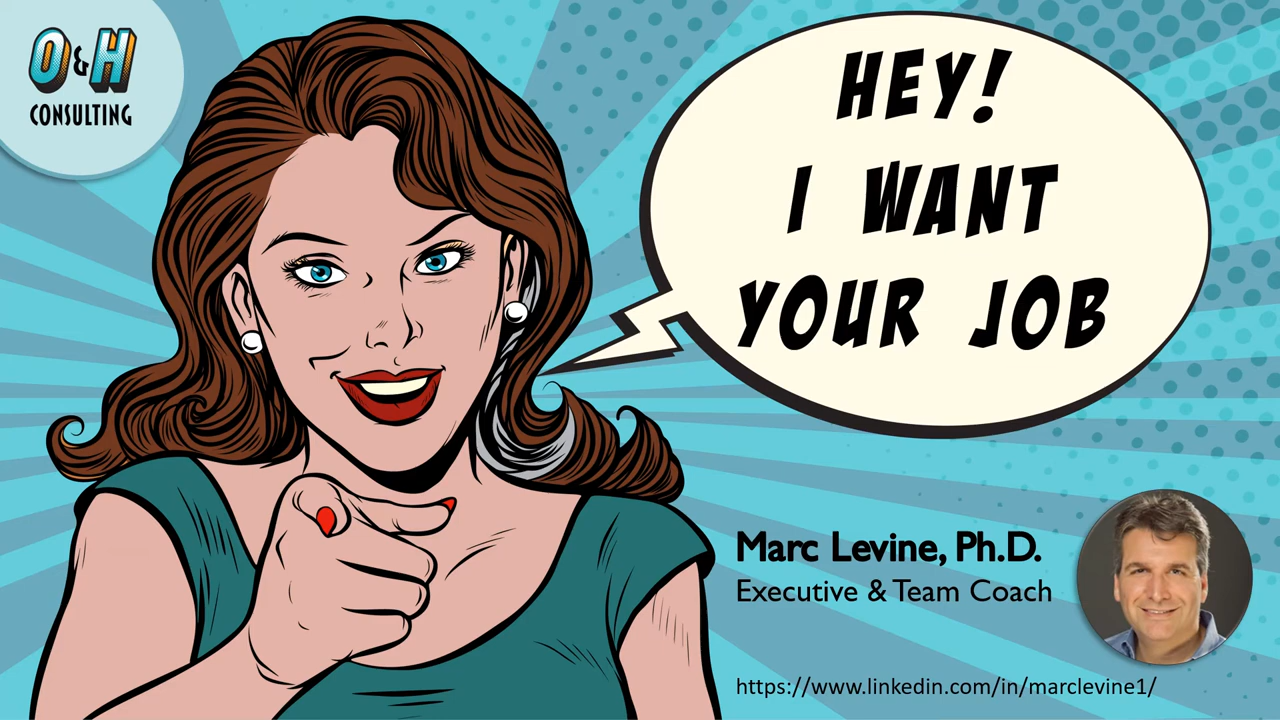 O&H
CONSULTING
HEY!
I WANT
YOUR JOB
Marc Levine, Ph.D.
Executive & Team Coach
https://www.linkedin.com/in/marclevine1/